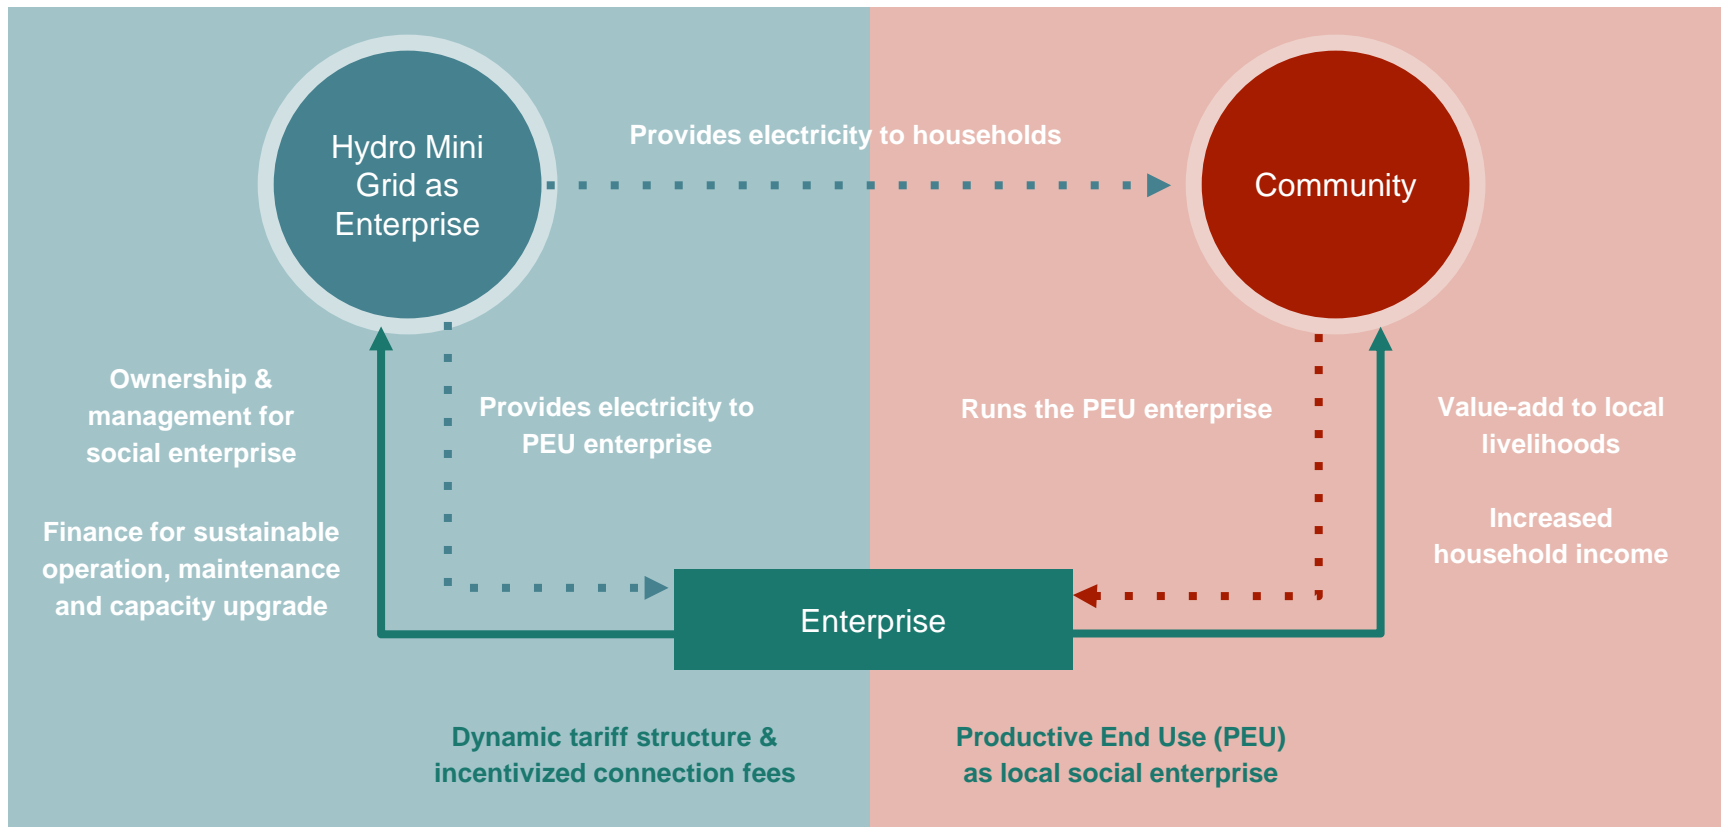 Hydro Mini
Grid as
Enterprise
Provides electricity to households
Community
Ownership &
management for
social enterprise
Finance for sustainable
operation, maintenance
and capacity upgrade
Provides electricity to
PEU enterprise
Runs the PEU enterprise
Value-add to local
livelihoods
Increased
household income
Enterprise
Dynamic tariff structure &
incentivized connection fees
Productive End Use (PEU)
as local social enterprise